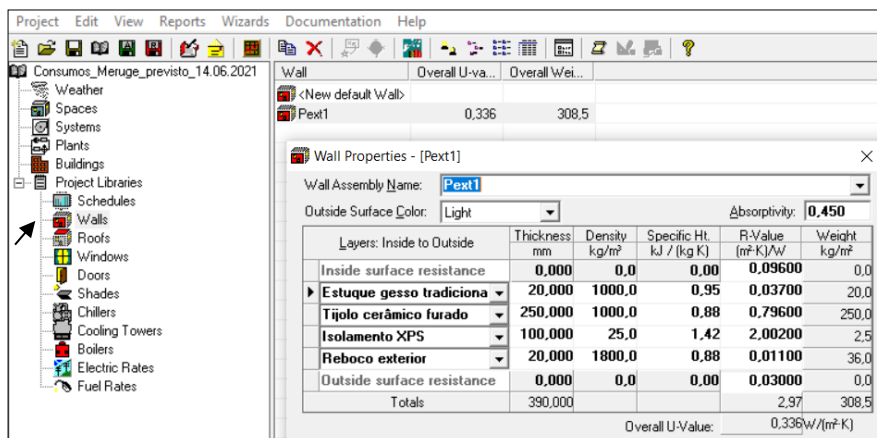 Project Edit View Reports Wizards Documentation Help
Consumos_Meruge_previsto_14.06.2021
Weather
Spaces
Systems
Plants
Buildings
Project Libraries
Schedules
Walls
Roofs
Windows
Doors
Shades
Chillers
Cooling Towers
Boilers
Electric Rates
Fuel Rates
Wall Overall U-va... Overall Wei...
<New default Wall>
Pext1 0,336 308,5
Wall Properties - [Pext1]
Wall Assembly Name: Pext1
Outside Surface Color: Light Absorptivity: 0,450
Layers: Inside to Outside Thickness mm Density kg/m³ Specific Ht. kJ / (kg K) R-Value (m²·K)/W Weight kg/m²
Inside surface resistance 0,000 0,0 0,00 0,09600 0,0
Estuque gesso tradiciona 20,000 1000,0 0,95 0,03700 20,0
Tijolo cerâmico furado 250,000 1000,0 0,88 0,79600 250,0
Isolamento XPS 100,000 25,0 1,42 2,00200 2,5
Reboco exterior 20,000 1800,0 0,88 0,01100 36,0
Outside surface resistance 0,000 0,0 0,00 0,03000 0,0
Totals 390,000 2,97 308,5
Overall U-Value: 0,336 W/(m²·K)